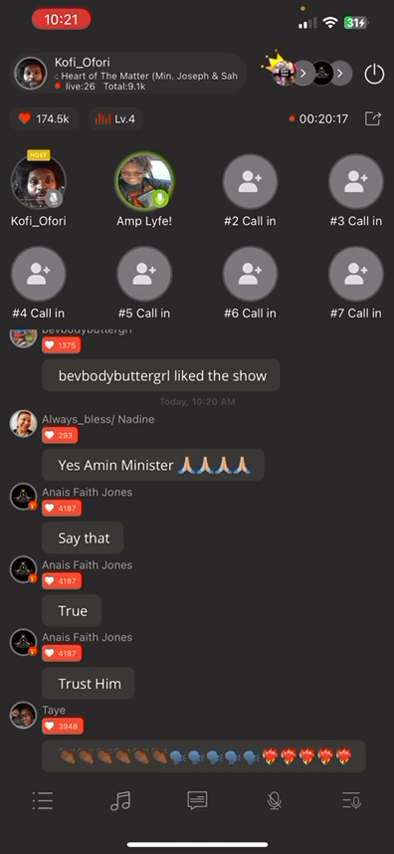 10:21
31
Kofi_Ofori
: Heart of The Matter (Min. Joseph & Sah
live:26 Total:9.1k
174.5k
Lv.4
00:20:17
HOST
Kofi_Ofori
Amp Lyfe!
#2 Call in
#3 Call in
#4 Call in
#5 Call in
#6 Call in
#7 Call in
bevbodybuttergrl
1375
bevbodybuttergrl liked the show
Today, 10:20 AM
Always_bless/ Nadine
293
Yes Amin Minister 🙏🏼🙏🏼🙏🏼🙏🏼
Anais Faith Jones
4187
Say that
Anais Faith Jones
4187
True
Anais Faith Jones
4187
Trust Him
Taye
3948
👏🏾👏🏾👏🏾👏🏾👏🏾👏🏾🗣️🗣️🗣️🗣️🗣️❤️‍🔥❤️‍🔥❤️‍🔥❤️‍🔥❤️‍🔥